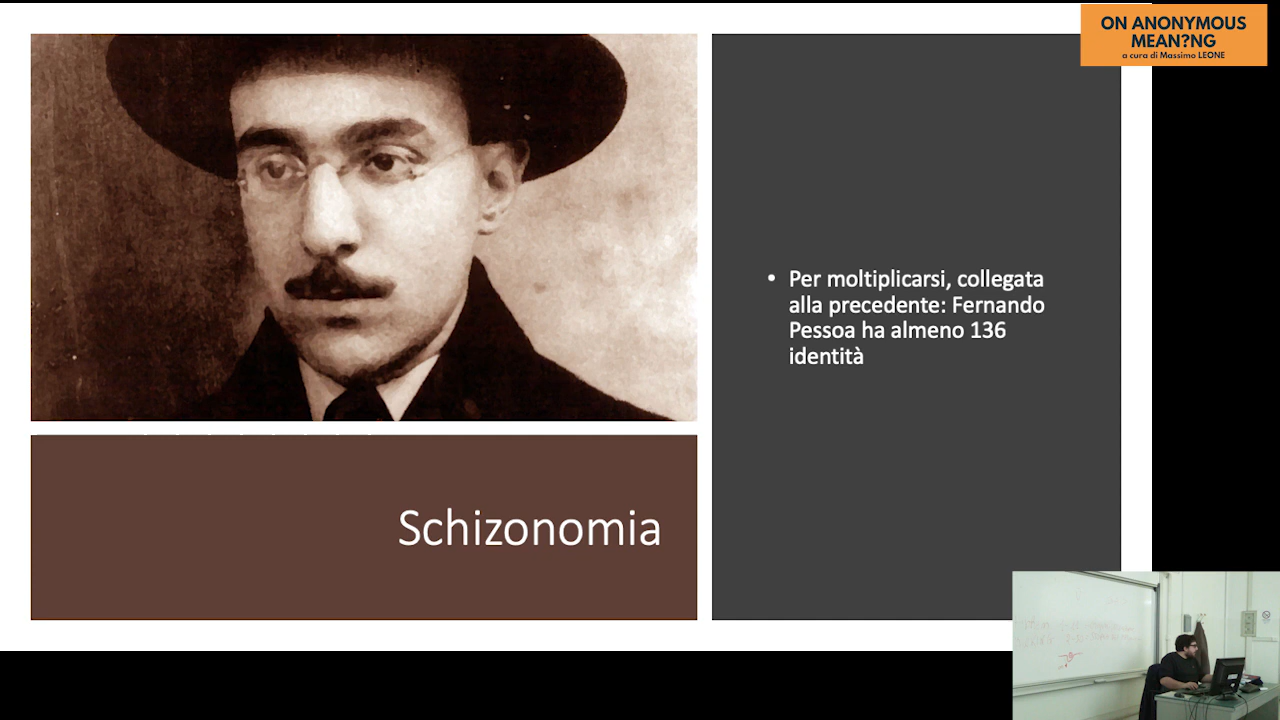 ON ANONYMOUS
MEAN?NG
a cura di Massimo LEONE
• Per moltiplicarsi, collegata
alla precedente: Fernando
Pessoa ha almeno 136
identità
Schizonomia